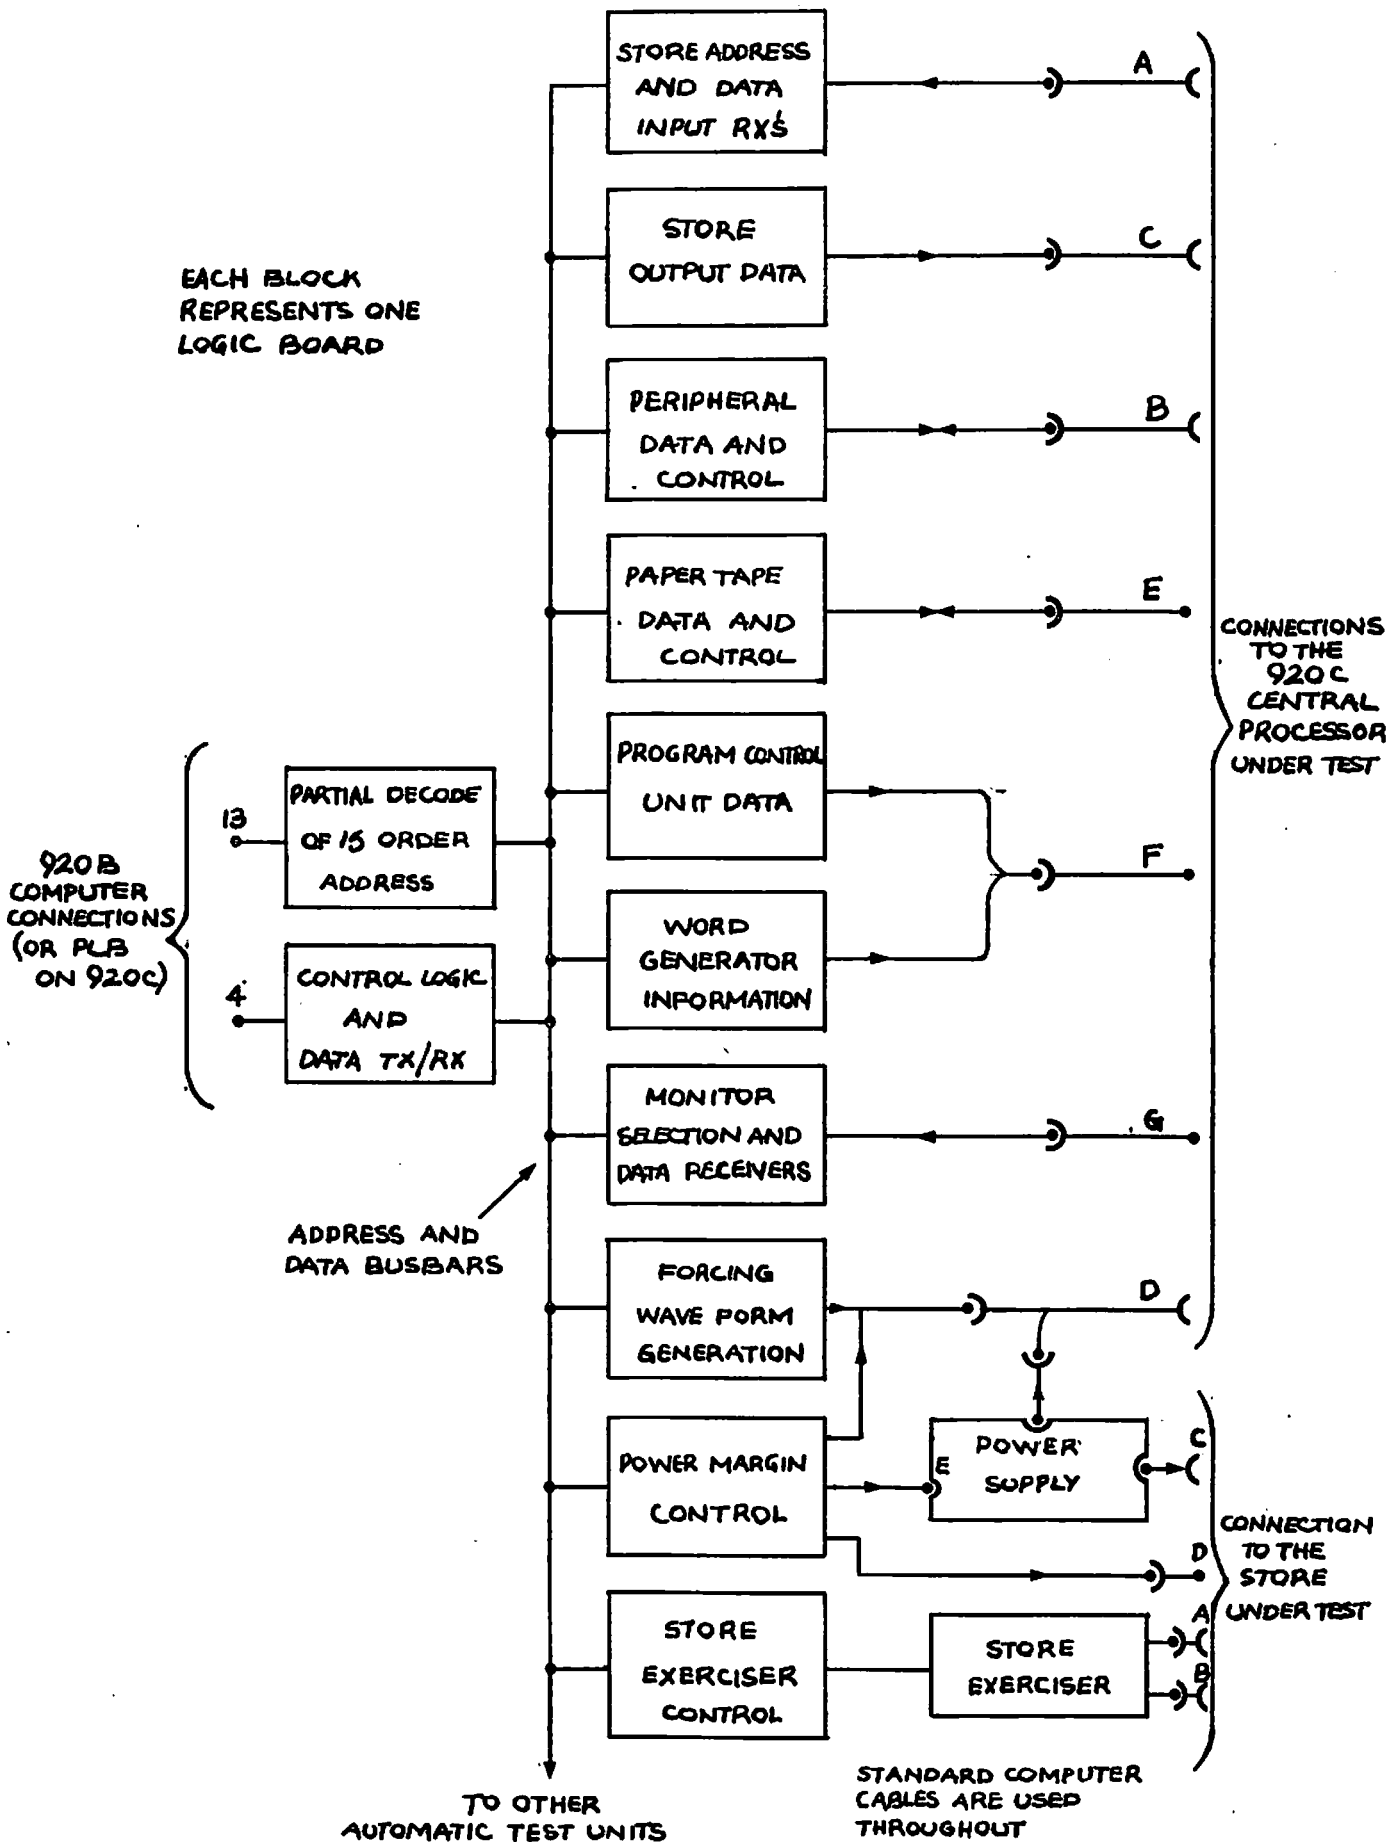 STORE ADDRESS
AND DATA
INPUT RX'S
A
STORE
OUTPUT DATA
C
EACH BLOCK
REPRESENTS ONE
LOGIC BOARD
PERIPHERAL
DATA AND
CONTROL
B
PAPER TAPE
DATA AND
CONTROL
E
CONNECTIONS
TO THE
920C
CENTRAL
PROCESSOR
UNDER TEST
PROGRAM CONTROL
UNIT DATA
F
WORD
GENERATOR
INFORMATION
920B
COMPUTER
CONNECTIONS
(OR PLB
ON 920C)
13
PARTIAL DECODE
OF 15 ORDER
ADDRESS
4
CONTROL LOGIC
AND
DATA TX/RX
MONITOR
SELECTION AND
DATA RECEIVERS
G
ADDRESS AND
DATA BUSBARS
FORCING
WAVE FORM
GENERATION
D
POWER MARGIN
CONTROL
E
POWER
SUPPLY
C
D
CONNECTION
TO THE
STORE
UNDER TEST
STORE
EXERCISER
CONTROL
STORE
EXERCISER
A
B
TO OTHER
AUTOMATIC TEST UNITS
STANDARD COMPUTER
CABLES ARE USED
THROUGHOUT